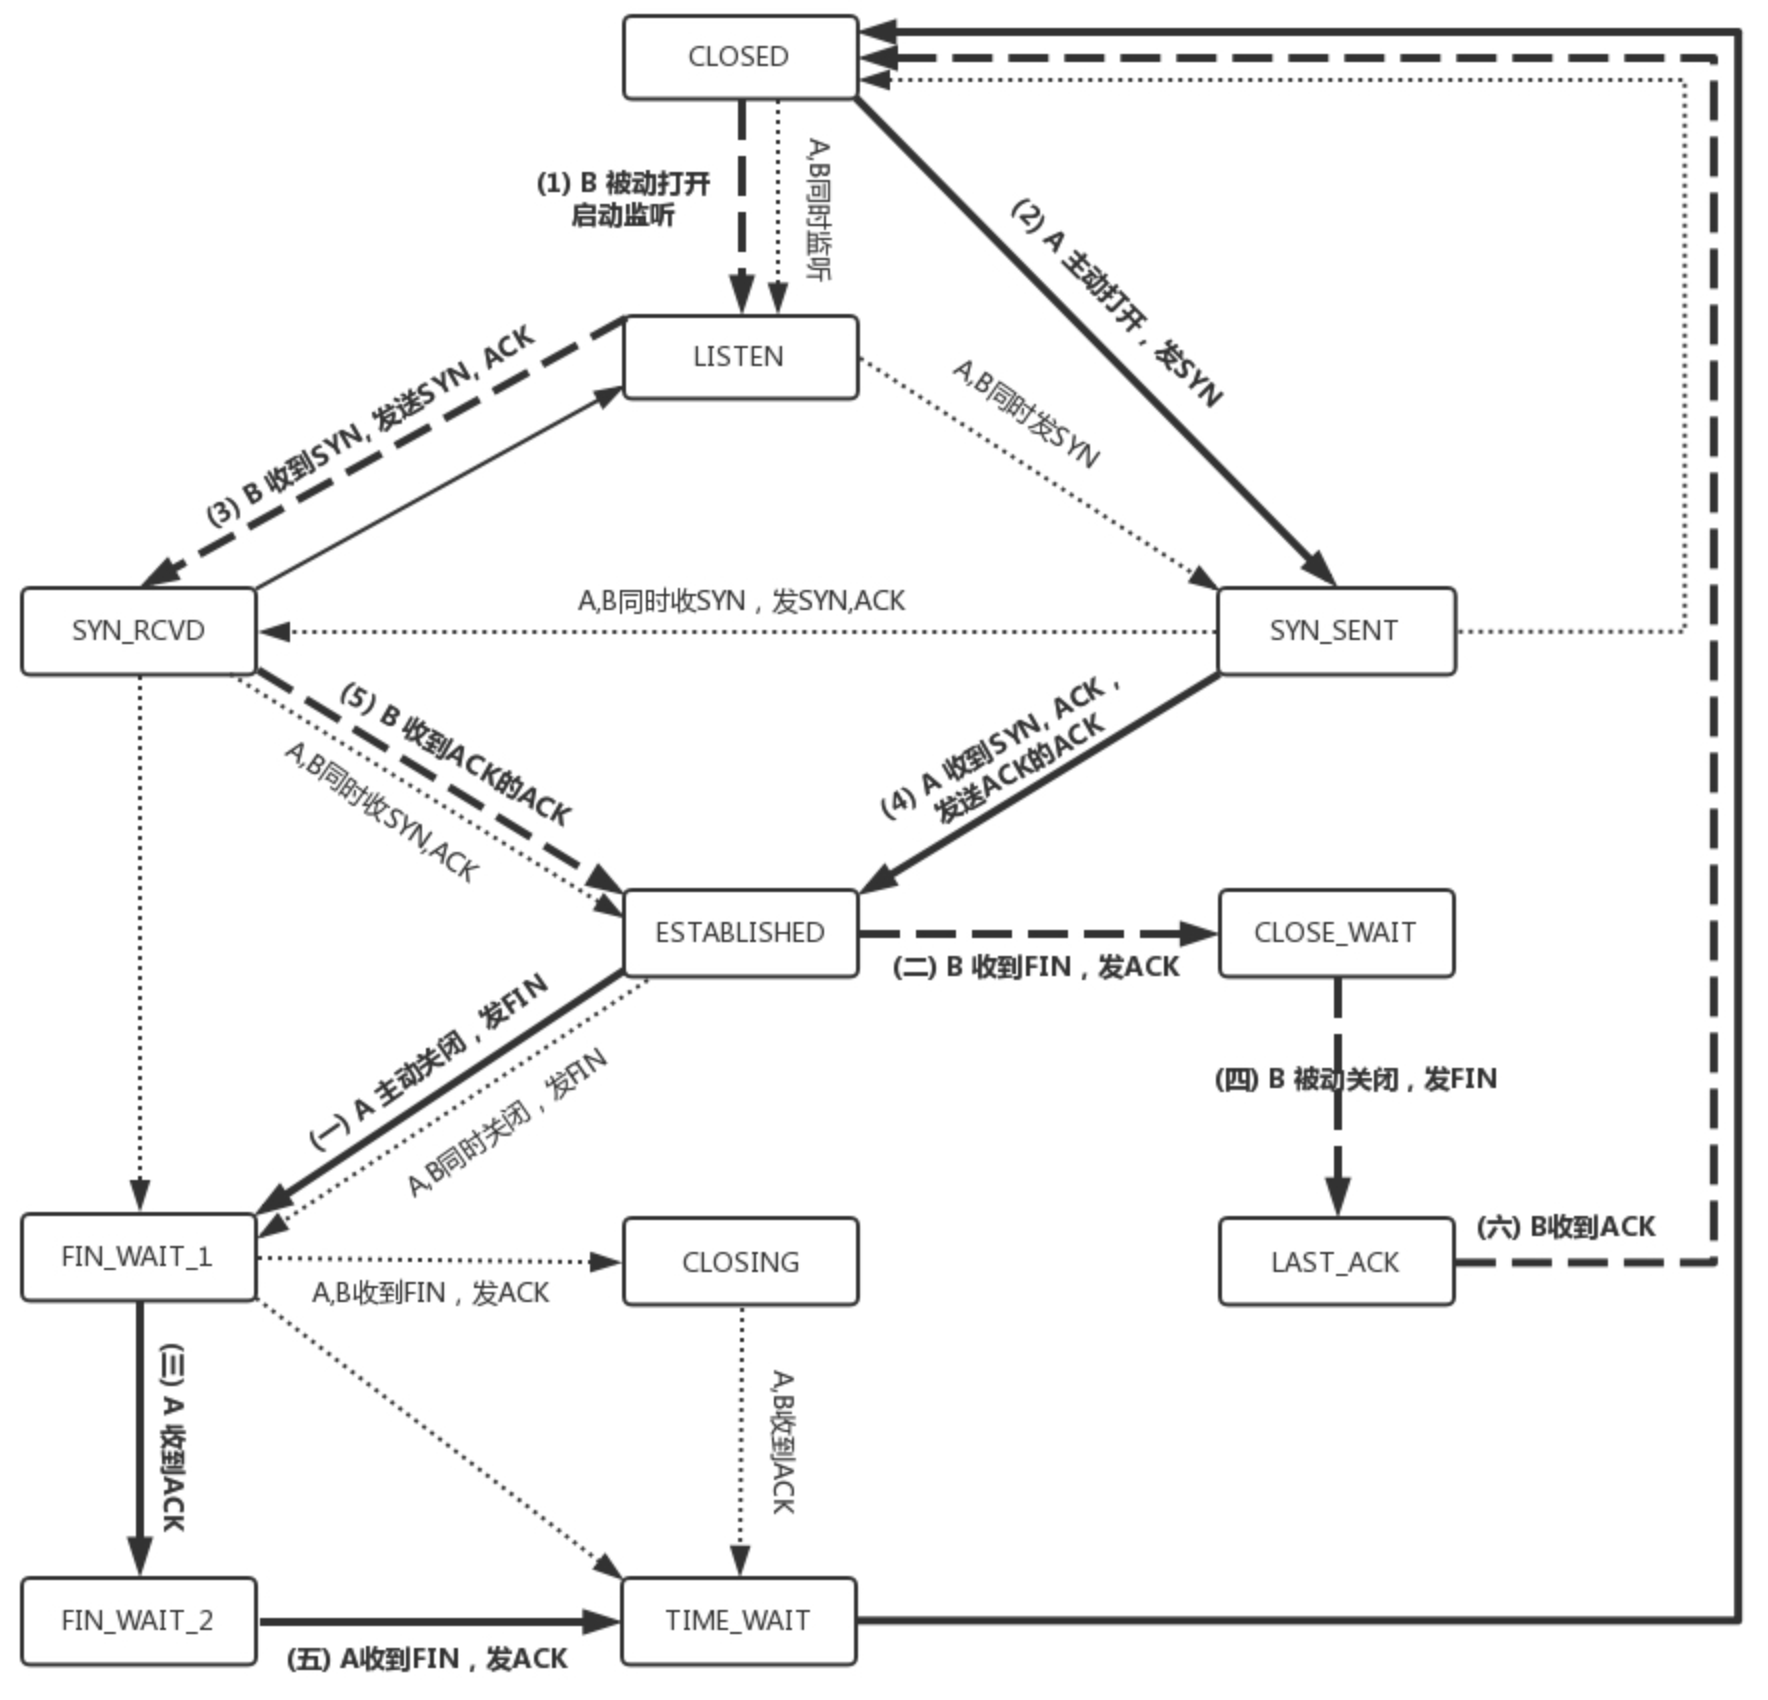 CLOSED
(1) B 被动打开
启动监听
A,B同时监听
(2) A 主动打开，发SYN
LISTEN
(3) B 收到SYN, 发送SYN, ACK
A,B同时发SYN
SYN_RCVD
A,B同时收SYN，发SYN,ACK
SYN_SENT
(5) B 收到ACK的ACK
A,B同时收SYN,ACK
(4) A 收到SYN, ACK，
发送ACK的ACK
ESTABLISHED
CLOSE_WAIT
(二) B 收到FIN，发ACK
(一) A 主动关闭，发FIN
A,B同时关闭，发FIN
(四) B 被动关闭，发FIN
FIN_WAIT_1
CLOSING
LAST_ACK
(六) B收到ACK
A,B收到FIN，发ACK
(三) A 收到ACK
A,B收到ACK
FIN_WAIT_2
TIME_WAIT
(五) A收到FIN，发ACK